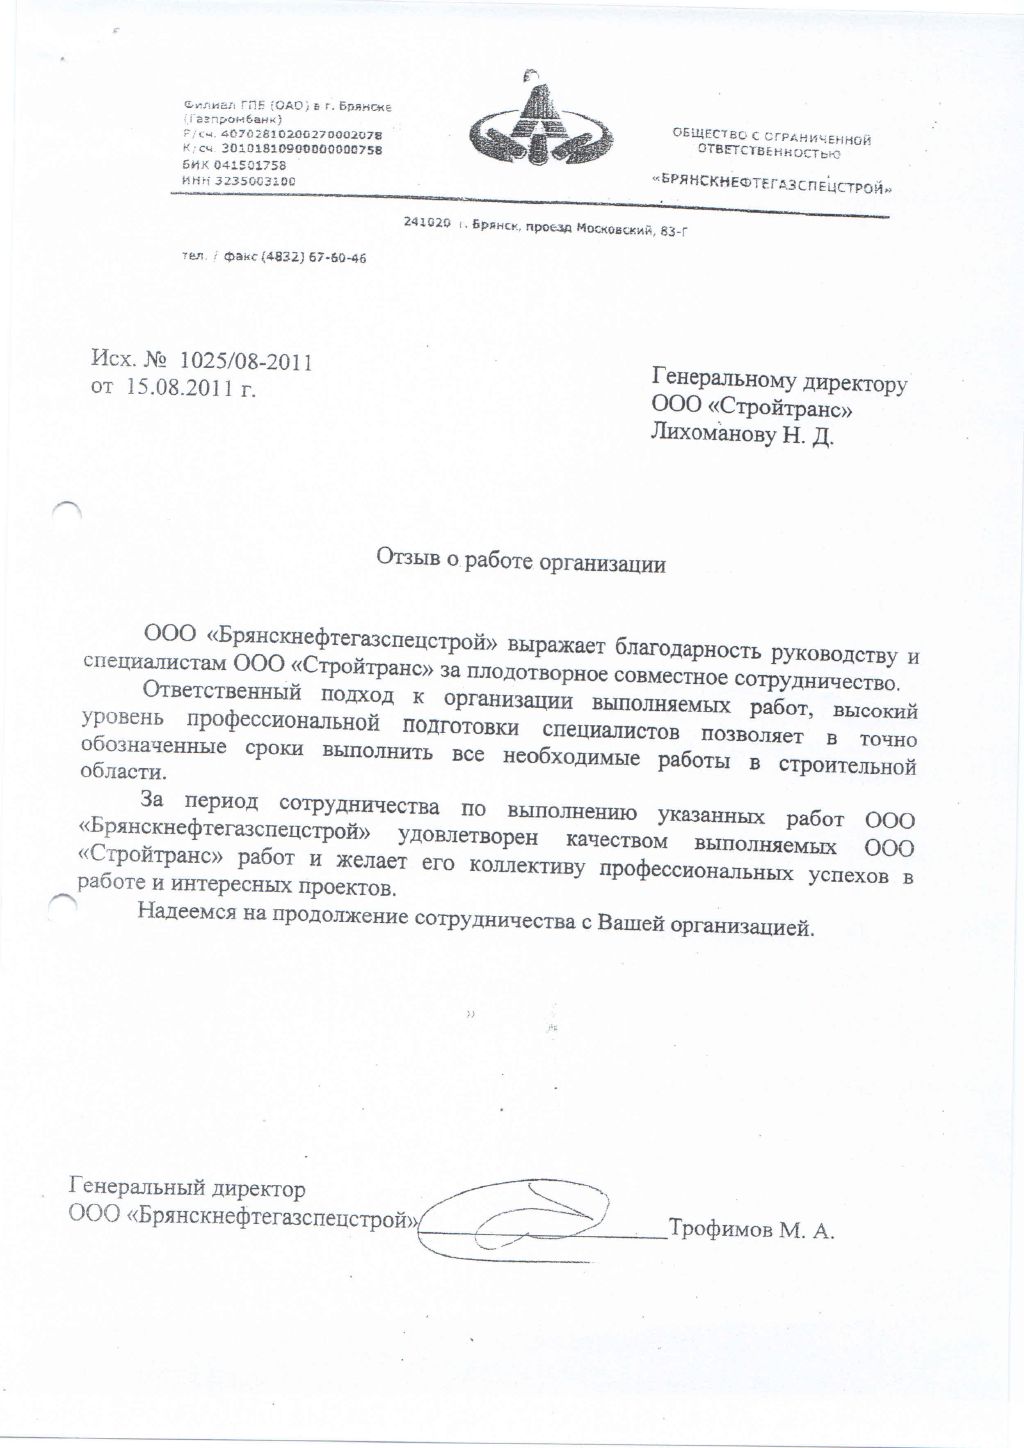 Филиал ГПБ (ОАО) в г. Брянске
(Газпромбанк)
Р/сч. 40702810200270002078
К/сч. 30101810900000000758
БИК 041501758
ИНН 3235003100
ОБЩЕСТВО С ОГРАНИЧЕННОЙ
ОТВЕТСТВЕННОСТЬЮ
«БРЯНСКНЕФТЕГАЗСПЕЦСТРОЙ»
241020 г. Брянск, проезд Московский, 83-Г
тел. / факс (4832) 67-60-46
Исх. № 1025/08-2011
от 15.08.2011 г.
Генеральному директору
ООО «Стройтранс»
Лихоманову Н. Д.
Отзыв о работе организации
ООО «Брянскнефтегазспецстрой» выражает благодарность руководству и
специалистам ООО «Стройтранс» за плодотворное совместное сотрудничество.
Ответственный подход к организации выполняемых работ, высокий
уровень профессиональной подготовки специалистов позволяет в точно
обозначенные сроки выполнить все необходимые работы в строительной
области.
За период сотрудничества по выполнению указанных работ ООО
«Брянскнефтегазспецстрой» удовлетворен качеством выполняемых ООО
«Стройтранс» работ и желает его коллективу профессиональных успехов в
работе и интересных проектов.
Надеемся на продолжение сотрудничества с Вашей организацией.
Генеральный директор
ООО «Брянскнефтегазспецстрой» Трофимов М. А.